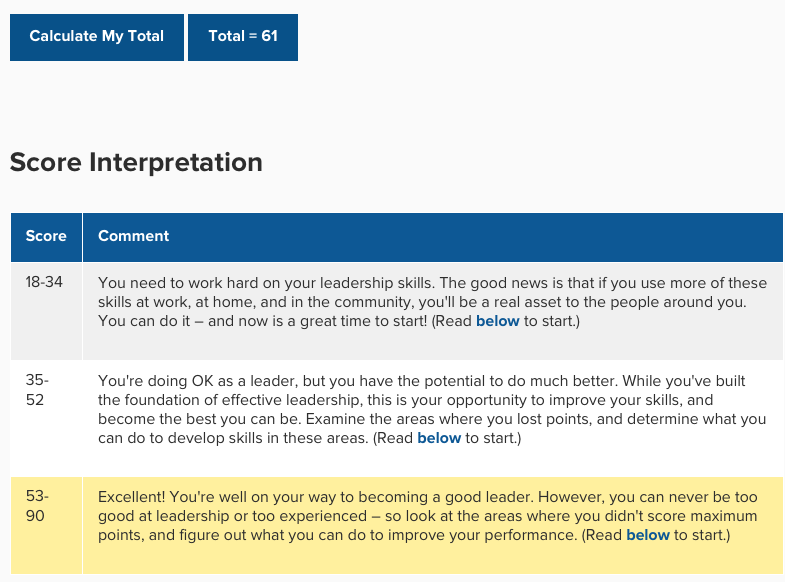 Calculate My Total
Total = 61
Score Interpretation
Score
Comment
18-34
You need to work hard on your leadership skills. The good news is that if you use more of these
skills at work, at home, and in the community, you'll be a real asset to the people around you.
You can do it – and now is a great time to start! (Read below to start.)
35-
52
You're doing OK as a leader, but you have the potential to do much better. While you've built
the foundation of effective leadership, this is your opportunity to improve your skills, and
become the best you can be. Examine the areas where you lost points, and determine what you
can do to develop skills in these areas. (Read below to start.)
53-
90
Excellent! You're well on your way to becoming a good leader. However, you can never be too
good at leadership or too experienced – so look at the areas where you didn't score maximum
points, and figure out what you can do to improve your performance. (Read below to start.)